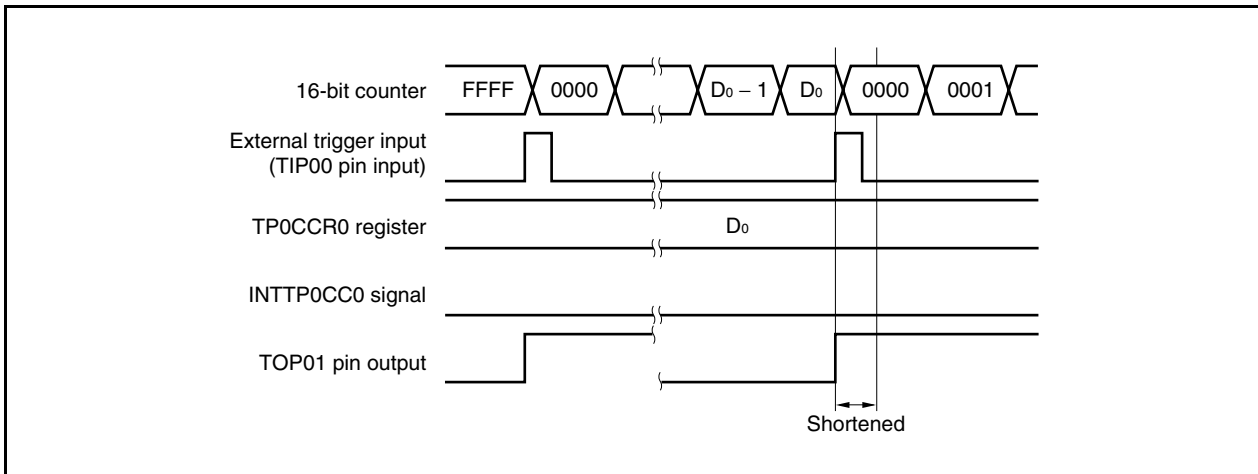 16-bit counter FFFF 0000 D₀ − 1 D₀ 0000 0001
External trigger input
(TIP00 pin input)
TP0CCR0 register D₀
INTTP0CC0 signal
TOP01 pin output
Shortened